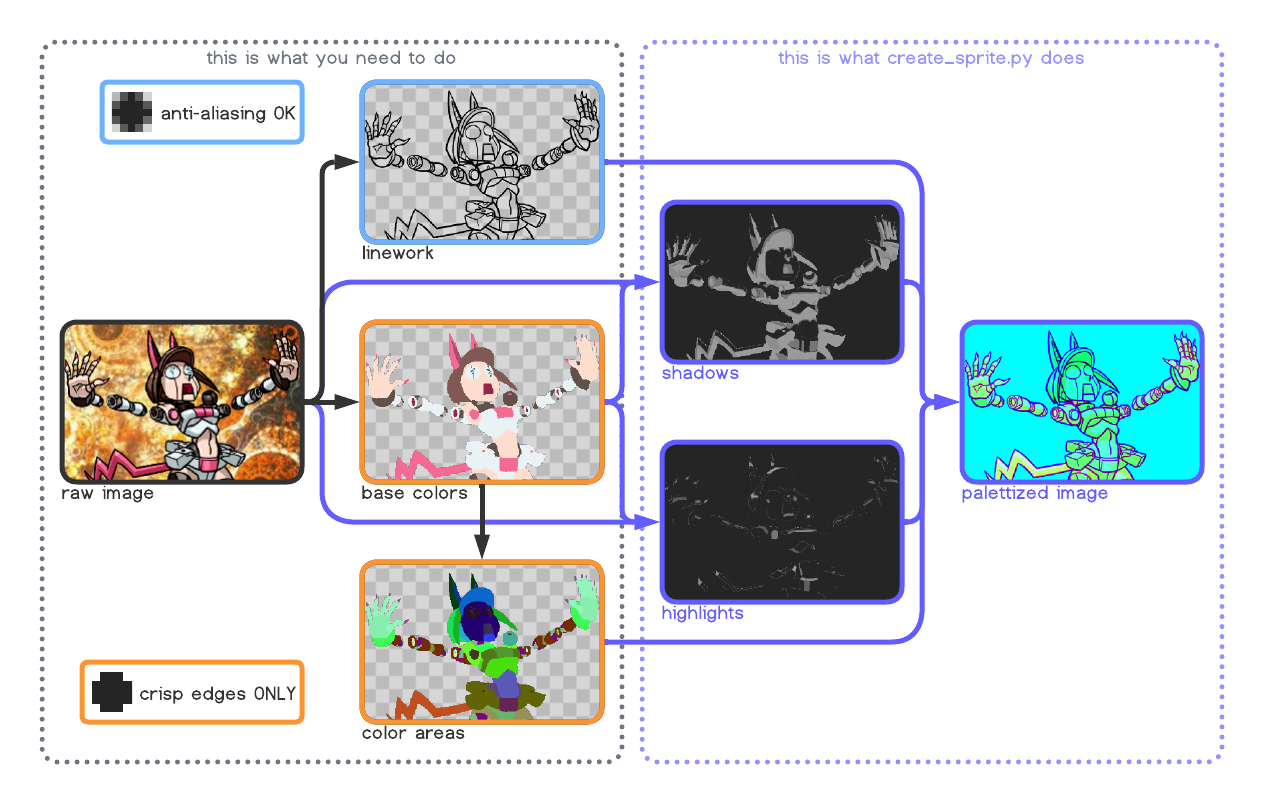 this is what you need to do
this is what create_sprite.py does
anti-aliasing OK
linework
shadows
raw image
base colors
palettized image
highlights
crisp edges ONLY
color areas